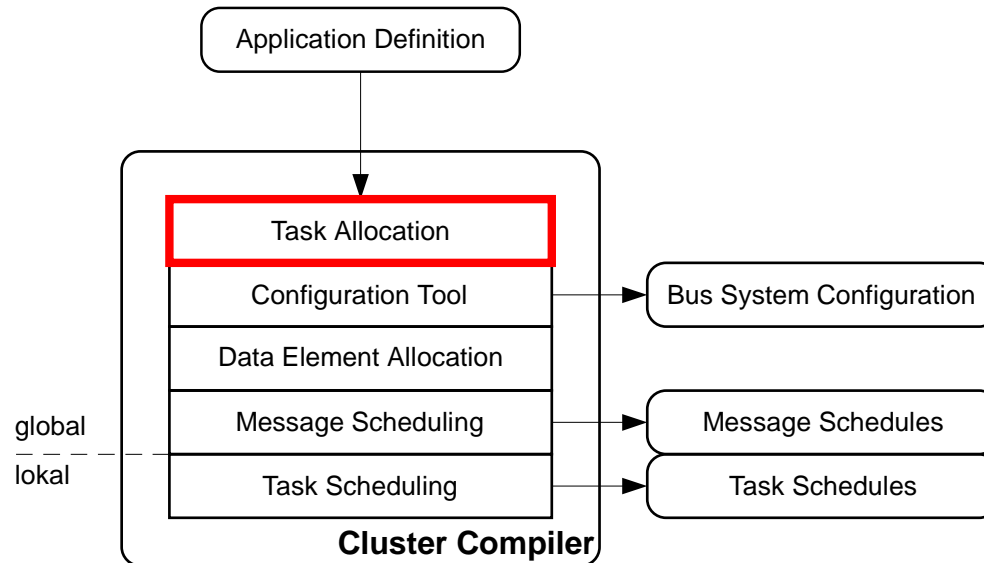 Application Definition
Task Allocation
Configuration Tool
Bus System Configuration
Data Element Allocation
global
Message Scheduling
Message Schedules
lokal
Task Scheduling
Task Schedules
Cluster Compiler